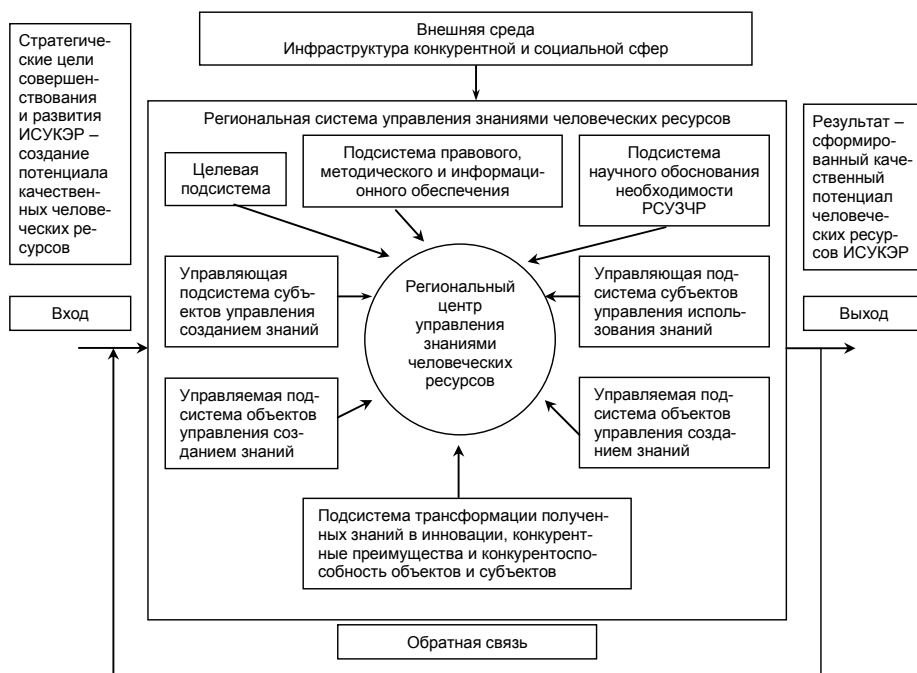 Стратегиче-
ские цели
совершен-
ствования
и развития
ИСУКЭР –
создание
потенциала
качествен-
ных челове-
ческих ре-
сурсов
Вход
Внешняя среда
Инфраструктура конкурентной и социальной сфер
Региональная система управления знаниями человеческих ресурсов
Целевая
подсистема
Подсистема правового,
методического и информаци-
онного обеспечения
Подсистема
научного обоснования
необходимости
РСУЗЧР
Управляющая
подсистема субъ-
ектов управления
созданием знаний
Региональный
центр
управления
знаниями
человеческих
ресурсов
Управляющая под-
система субъектов
управления исполь-
зования знаний
Управляемая под-
система объектов
управления соз-
данием знаний
Управляемая под-
система объектов
управления созда-
нием знаний
Подсистема трансформации получен-
ных знаний в инновации, конкурент-
ные преимущества и конкурентоспо-
собность объектов и субъектов
Результат –
сформиро-
ванный каче-
ственный
потенциал
человече-
ских ресур-
сов ИСУКЭР
Выход
Обратная связь